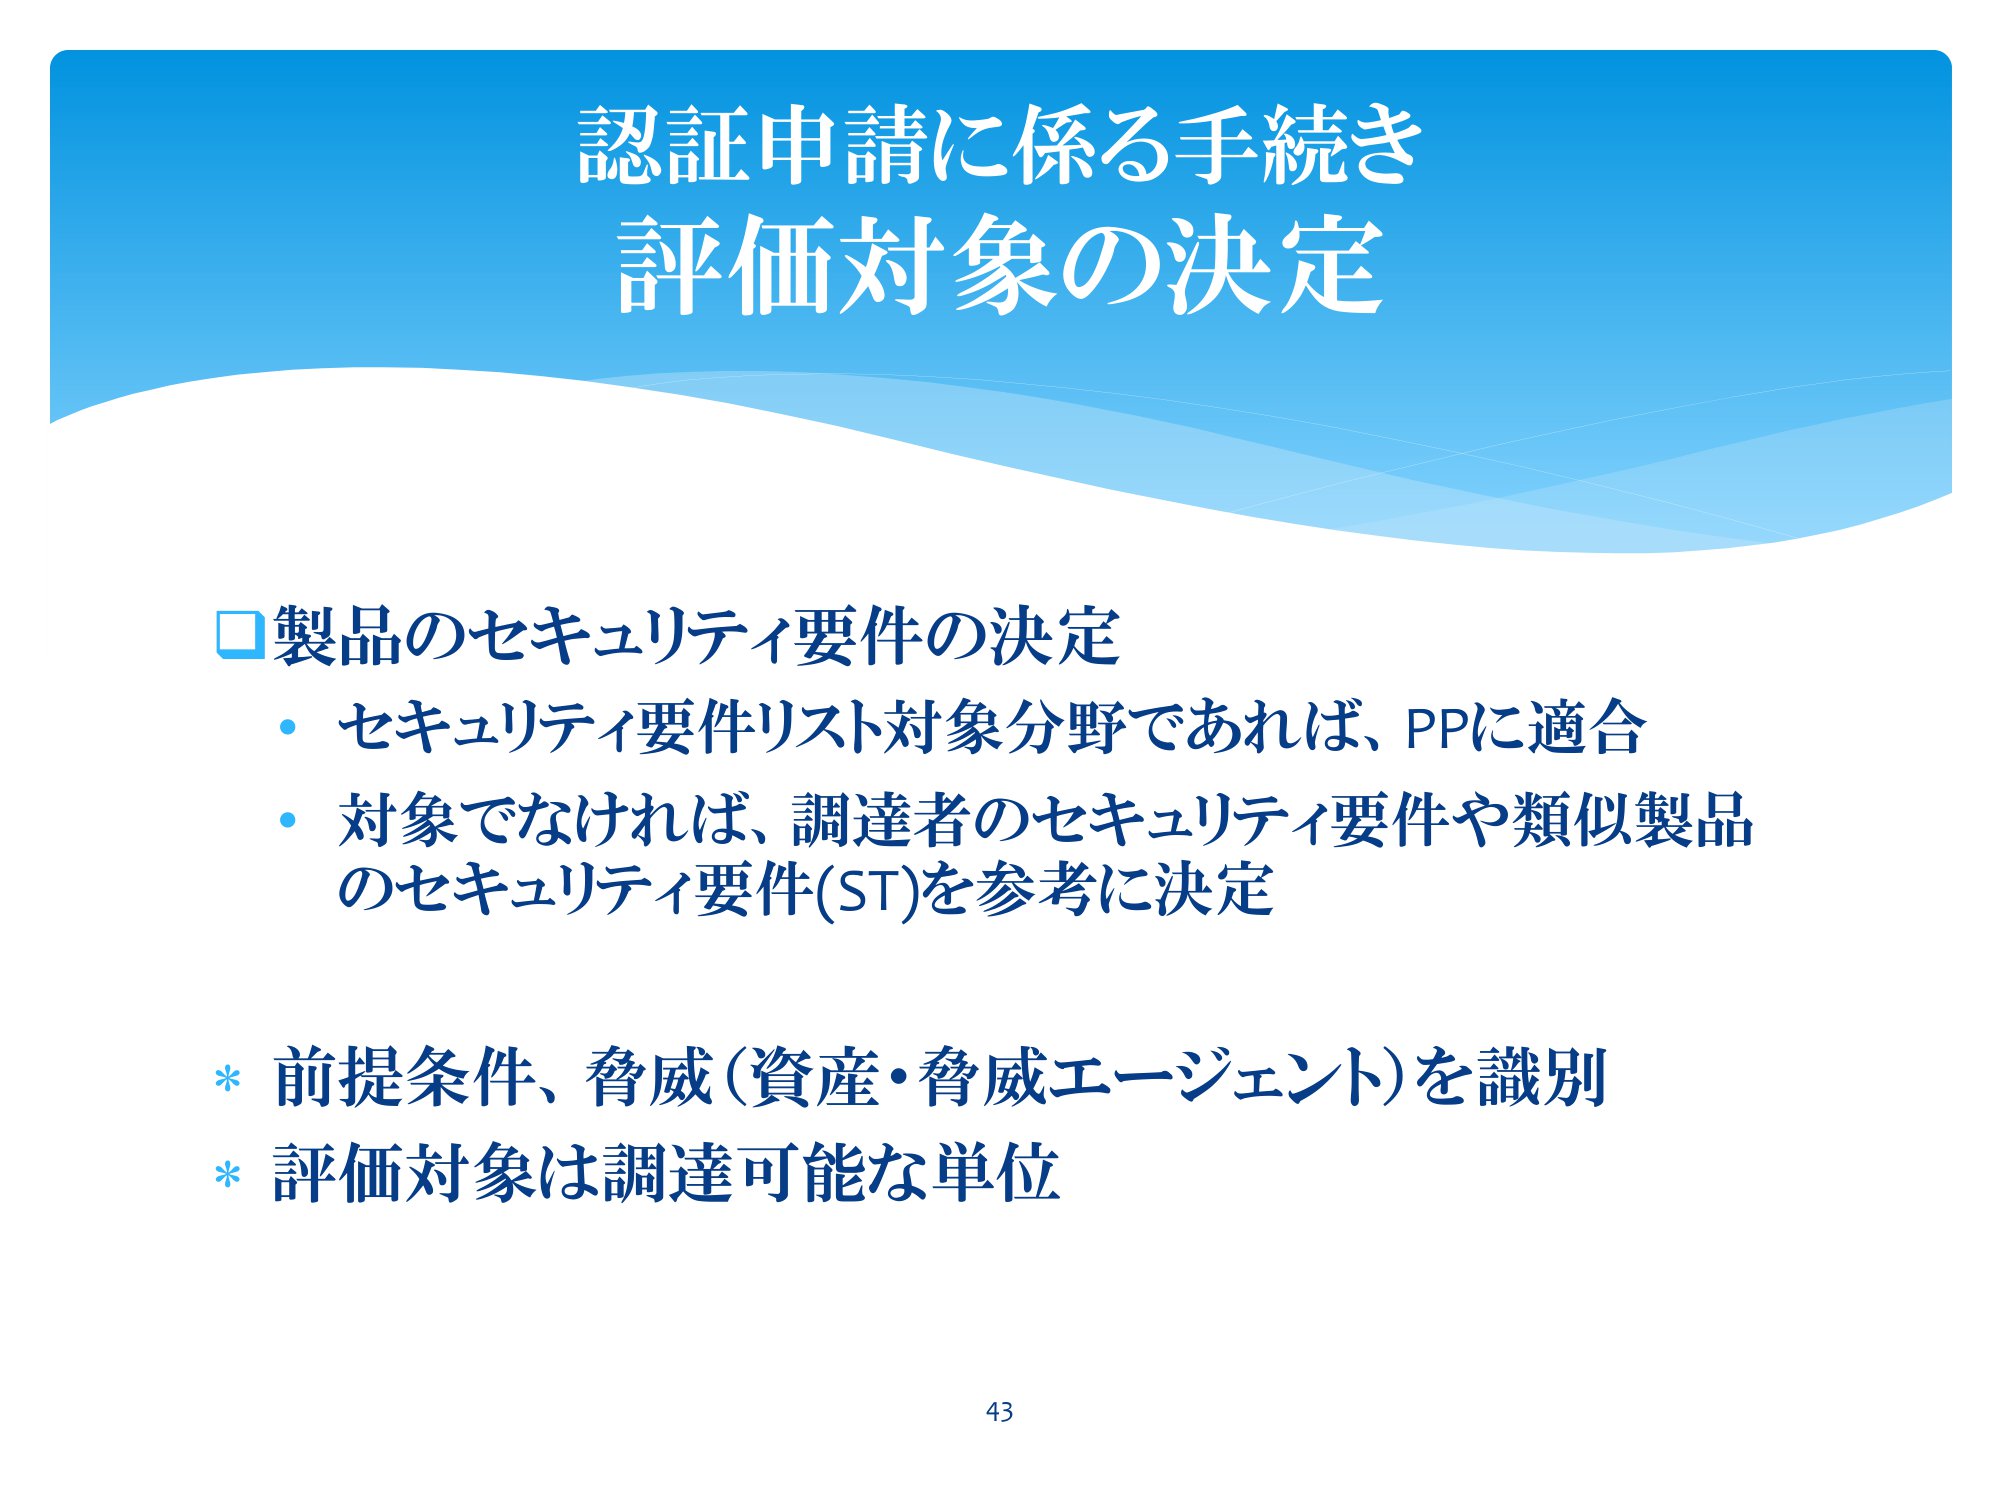 認証申請に係る手続き
評価対象の決定
❑製品のセキュリティ要件の決定
• セキュリティ要件リスト対象分野であれば、PPに適合
• 対象でなければ、調達者のセキュリティ要件や類似製品
のセキュリティ要件(ST)を参考に決定
* 前提条件、脅威（資産・脅威エージェント）を識別
* 評価対象は調達可能な単位
43